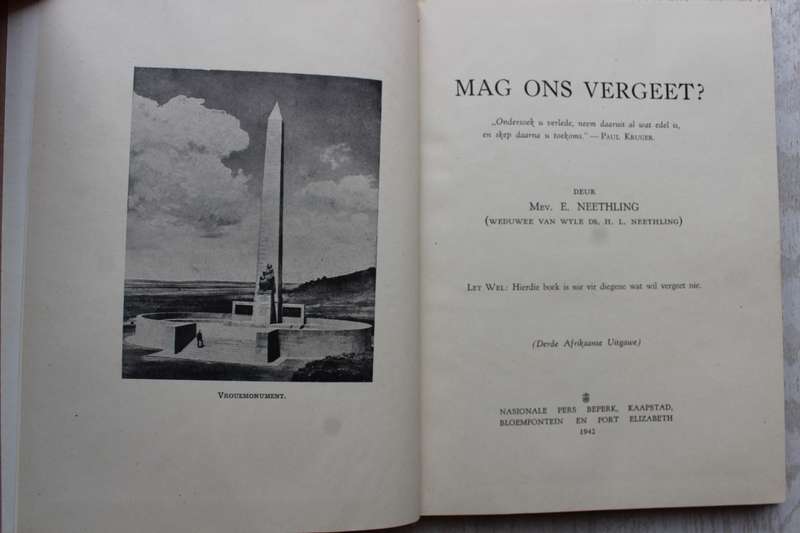 VROUEMONUMENT.
MAG ONS VERGEET?
„Ondersoek u verlede, neem daaruit al wat edel is,
en skep daarna u toekoms." — PAUL KRUGER.
DEUR
MEV. E. NEETHLING
(WEDUWEE VAN WYLE DS. H. L. NEETHLING)
LET WEL: Hierdie boek is nie vir diegene wat wil vergeet nie.
(Derde Afrikaanse Uitgawe)
NASIONALE PERS BEPERK, KAAPSTAD,
BLOEMFONTEIN EN PORT ELIZABETH
1942